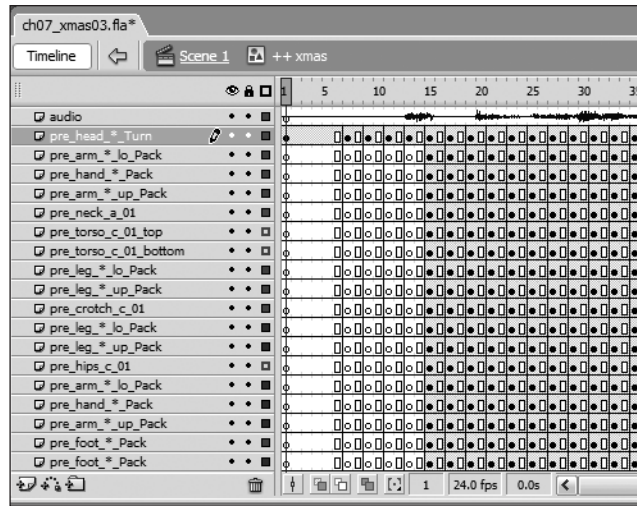 ch07_xmas03.fla*
Timeline Scene 1 ++ xmas
1 5 10 15 20 25 30 35
audio
pre_head_*_Turn
pre_arm_*_lo_Pack
pre_hand_*_Pack
pre_arm_*_up_Pack
pre_neck_a_01
pre_torso_c_01_top
pre_torso_c_01_bottom
pre_leg_*_lo_Pack
pre_leg_*_up_Pack
pre_crotch_c_01
pre_leg_*_lo_Pack
pre_leg_*_up_Pack
pre_hips_c_01
pre_arm_*_lo_Pack
pre_hand_*_Pack
pre_arm_*_up_Pack
pre_foot_*_Pack
pre_foot_*_Pack
1 24.0 fps 0.0s